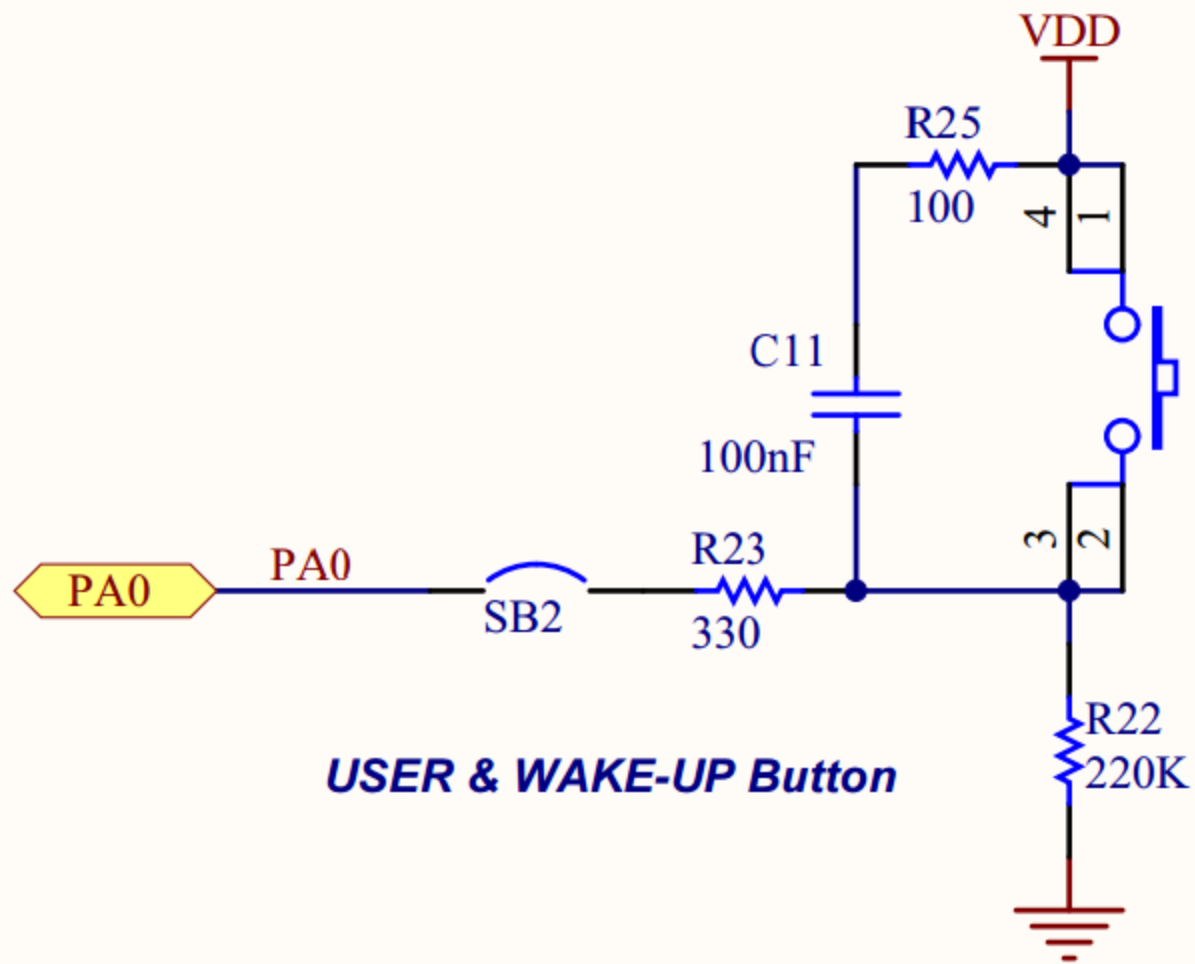 VDD
R25
100
4
1
C11
100nF
3
2
R23
330
PA0
PA0
SB2
R22
220K
USER & WAKE-UP Button